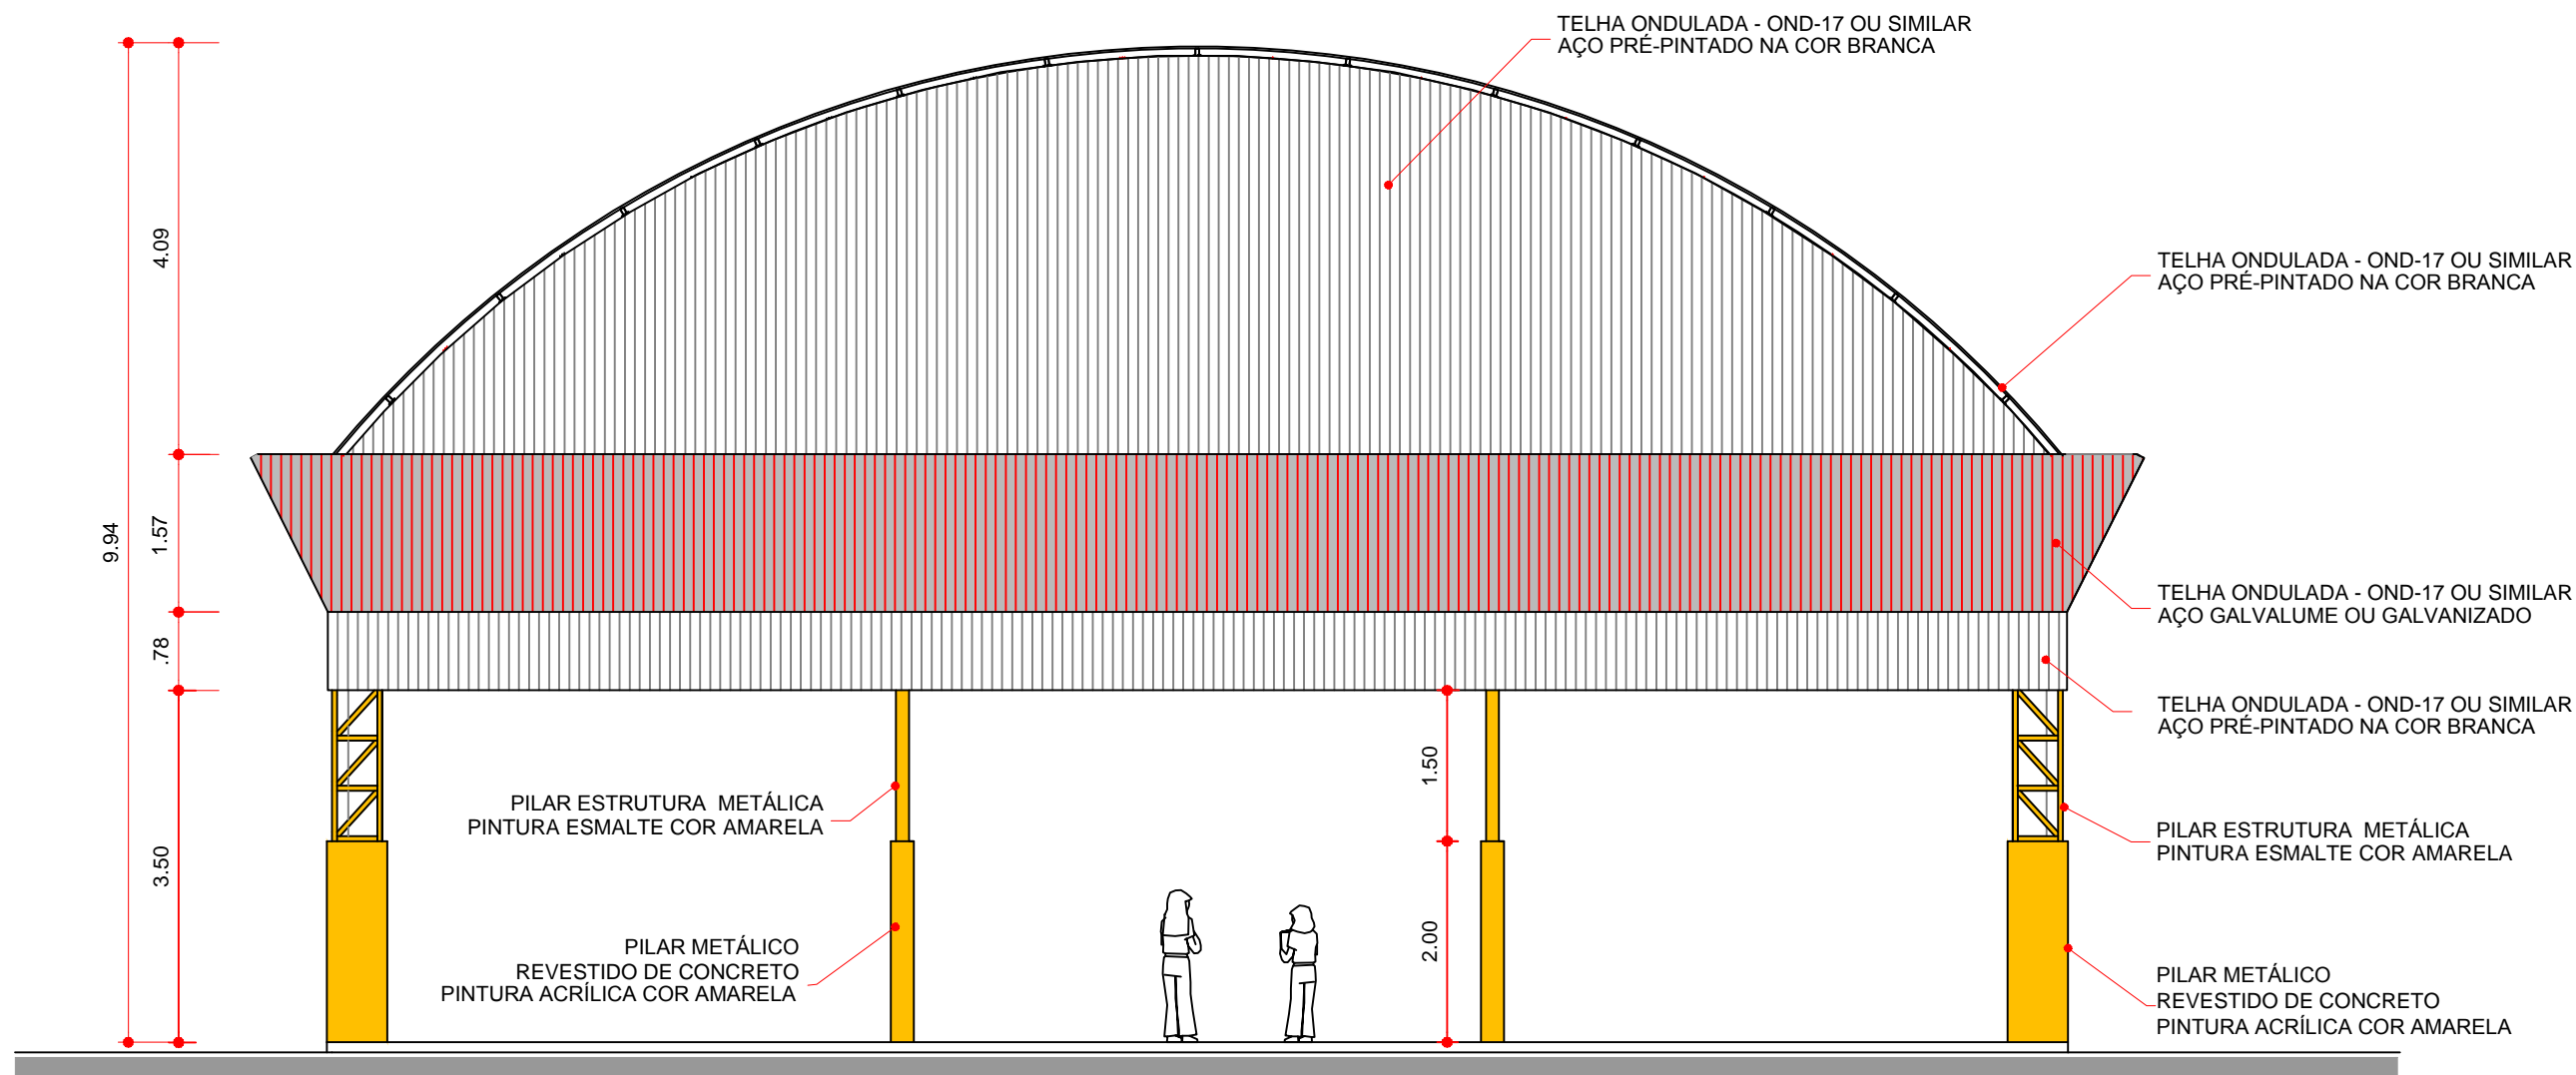 TELHA ONDULADA - OND-17 OU SIMILAR
AÇO PRÉ-PINTADO NA COR BRANCA
4.09
TELHA ONDULADA - OND-17 OU SIMILAR
AÇO PRÉ-PINTADO NA COR BRANCA
9.94
1.57
TELHA ONDULADA - OND-17 OU SIMILAR
AÇO GALVALUME OU GALVANIZADO
.78
TELHA ONDULADA - OND-17 OU SIMILAR
AÇO PRÉ-PINTADO NA COR BRANCA
1.50
PILAR ESTRUTURA  METÁLICA
PINTURA ESMALTE COR AMARELA
PILAR ESTRUTURA  METÁLICA
PINTURA ESMALTE COR AMARELA
3.50
2.00
PILAR METÁLICO
REVESTIDO DE CONCRETO
PINTURA ACRÍLICA COR AMARELA
PILAR METÁLICO
REVESTIDO DE CONCRETO
PINTURA ACRÍLICA COR AMARELA